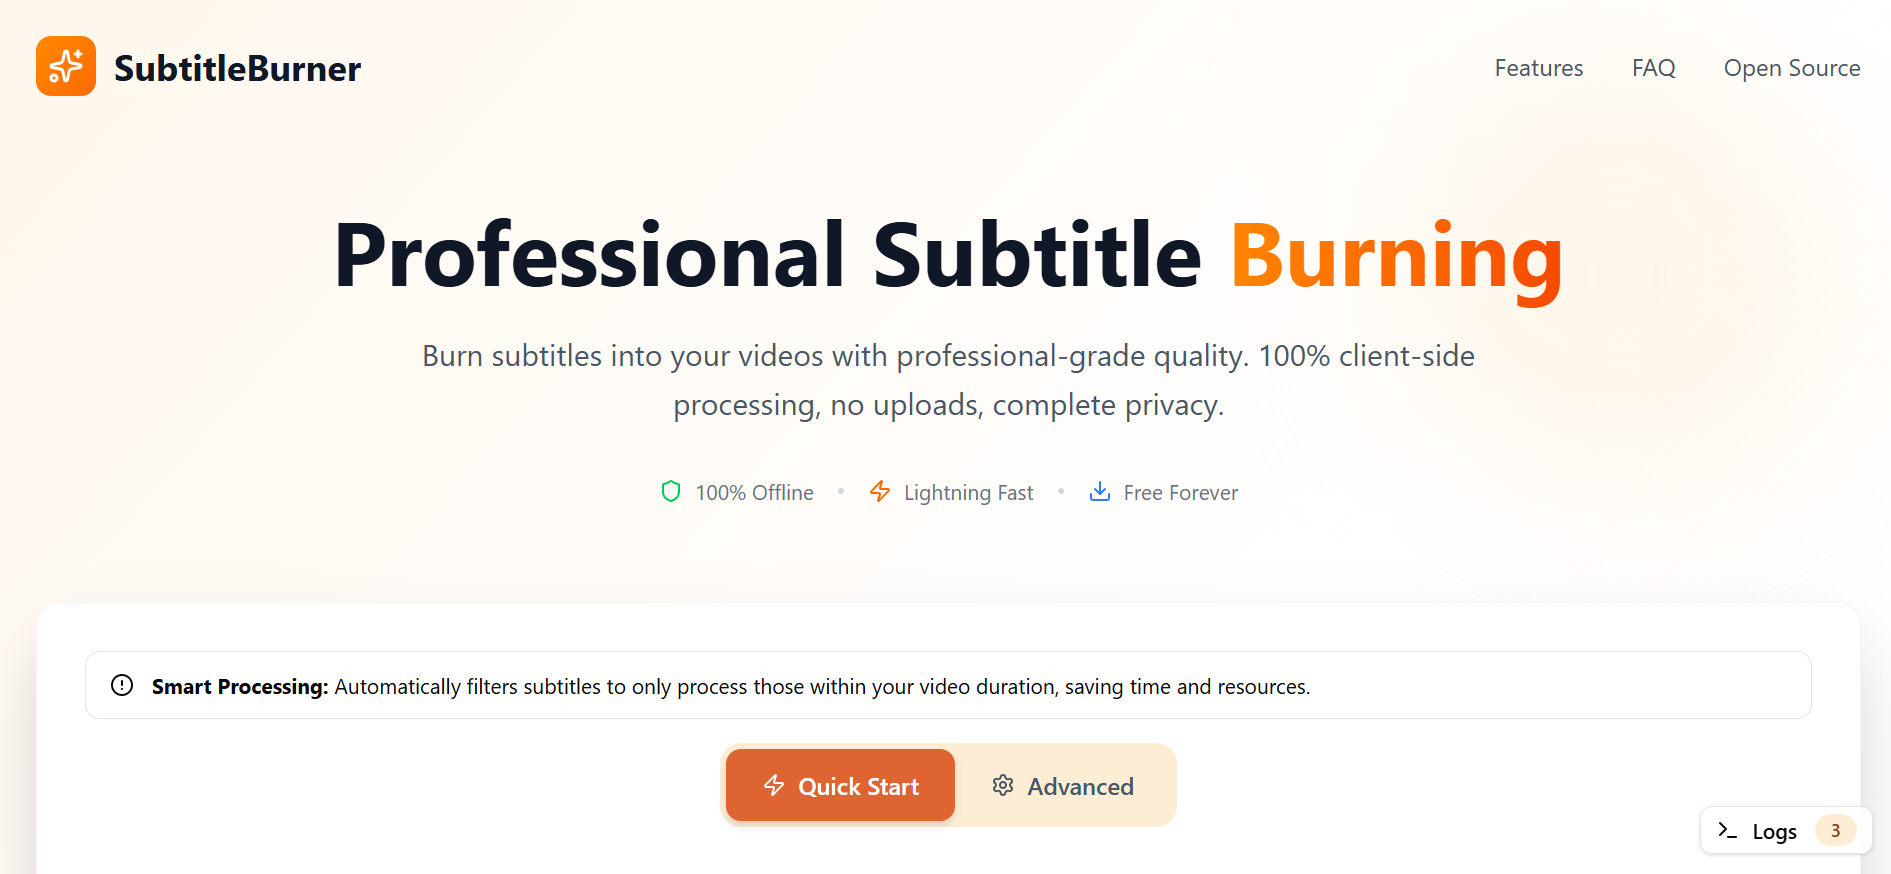 SubtitleBurner
Features
FAQ
Open Source
Professional Subtitle Burning
Burn subtitles into your videos with professional-grade quality. 100% client-side
processing, no uploads, complete privacy.
100% Offline • Lightning Fast • Free Forever
Smart Processing: Automatically filters subtitles to only process those within your video duration, saving time and resources.
Quick Start
Advanced
Logs 3